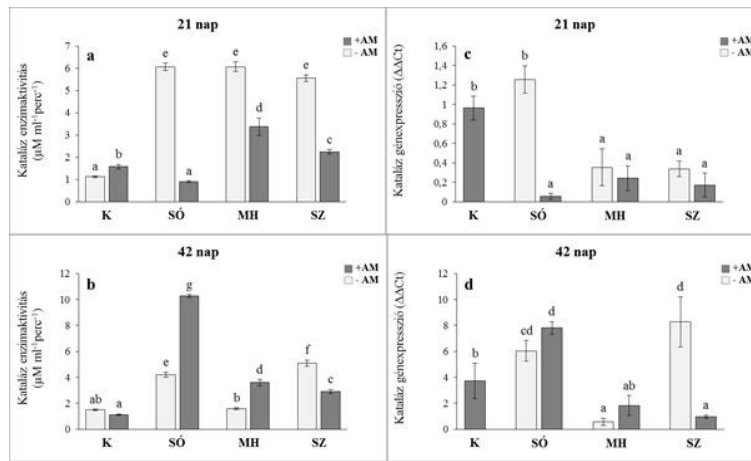 21 nap
a
+AM
- AM
Kataláz enzimaktivitás
(µM ml⁻¹perc⁻¹)
7
6
5
4
3
2
1
0
a b e a e d e c
K SÓ MH SZ
21 nap
c
+AM
- AM
Kataláz génexpresszió (ΔΔCt)
1,6
1,4
1,2
1
0,8
0,6
0,4
0,2
0
b b a a a a a
K SÓ MH SZ
42 nap
b
+AM
- AM
Kataláz enzimaktivitás
(µM ml⁻¹perc⁻¹)
12
10
8
6
4
2
0
ab a e g b d f c
K SÓ MH SZ
42 nap
d
+AM
- AM
Kataláz génexpresszió (ΔΔCt)
12
10
8
6
4
2
0
b cd d a ab d a
K SÓ MH SZ